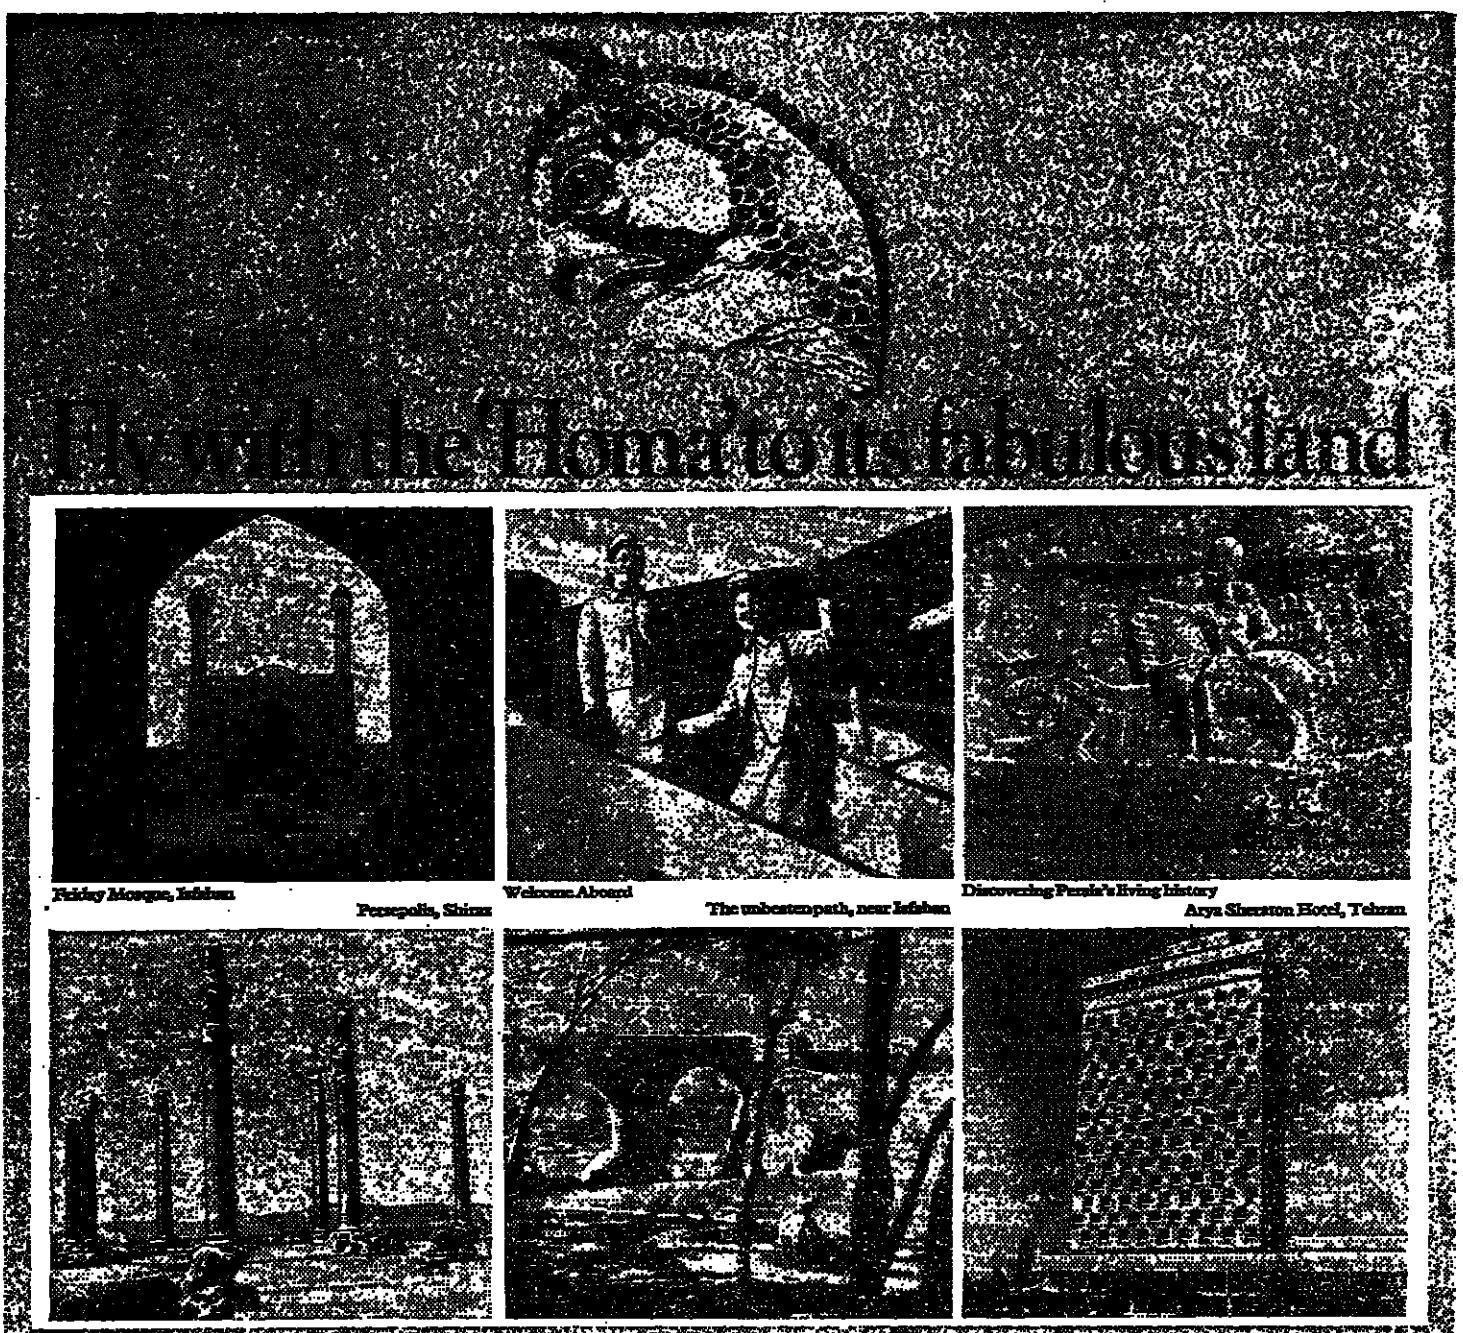 Fly with the 'Homa' to its fabulous land
Friday Mosque, Isfahan
Welcome Aboard
Discovering Persia's living history
Persepolis, Shiraz
The unbeaten path, near Isfahan
Arya Sheraton Hotel, Tehran